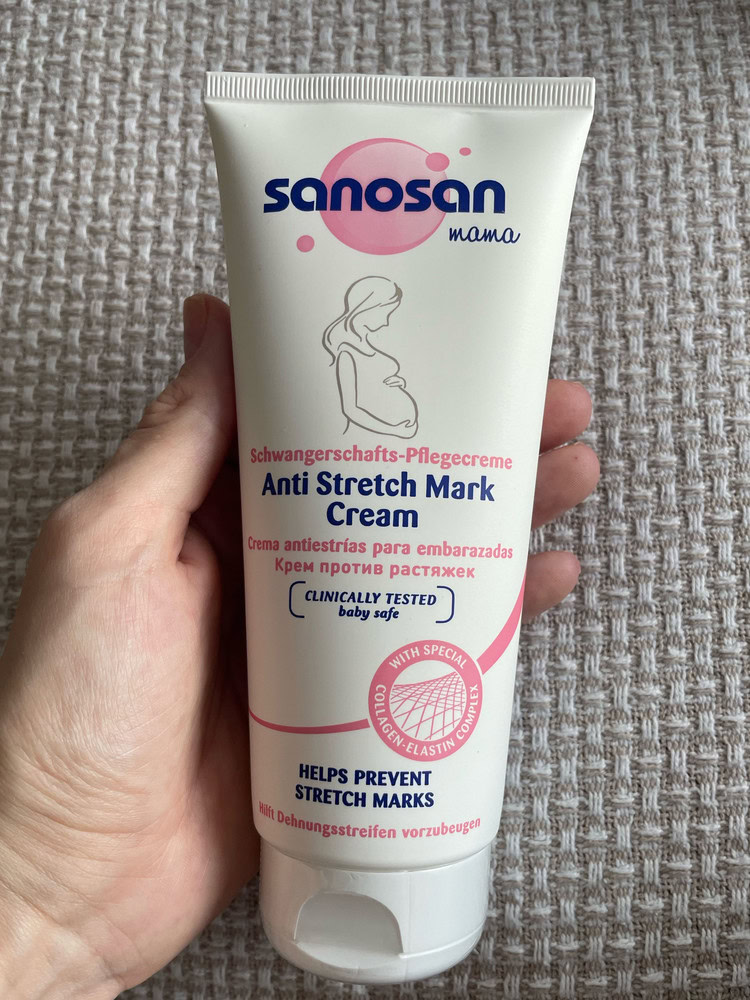 sanosan
mama
Schwangerschafts-Pflegecreme
Anti Stretch Mark
Cream
Crema antiestrías para embarazadas
Крем против растяжек
CLINICALLY TESTED
baby safe
WITH SPECIAL
COLLAGEN-ELASTIN COMPLEX
HELPS PREVENT
STRETCH MARKS
Hilft Dehnungsstreifen vorzubeugen